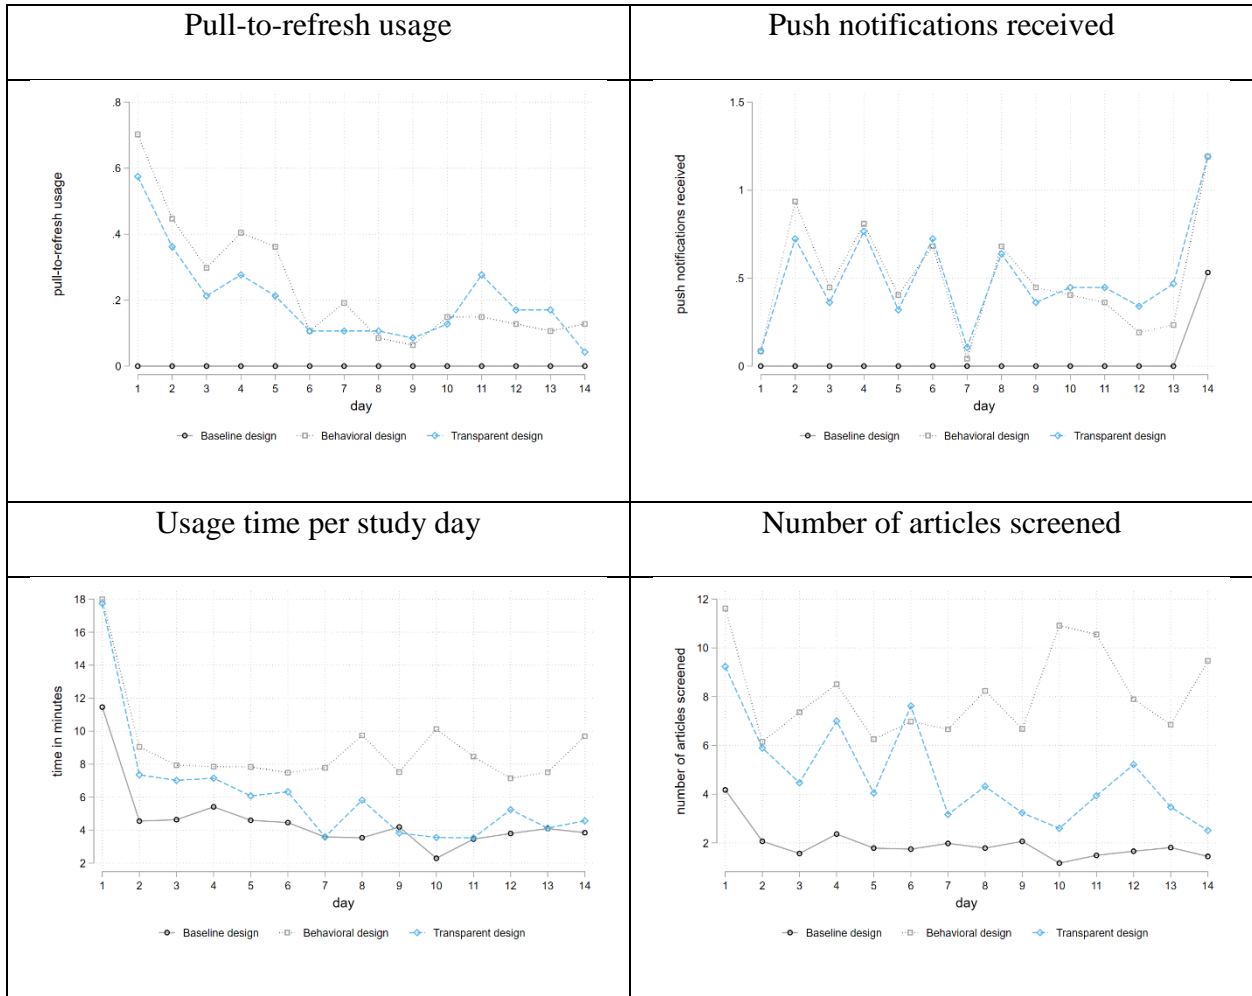 Pull-to-refresh usage
Push notifications received
pull-to-refresh usage
.8
.6
.4
.2
0
1 2 3 4 5 6 7 8 9 10 11 12 13 14
day
Baseline design Behavioral design Transparent design
push notifications received
1.5
1
.5
0
1 2 3 4 5 6 7 8 9 10 11 12 13 14
day
Baseline design Behavioral design Transparent design
Usage time per study day
Number of articles screened
time in minutes
18
16
14
12
10
8
6
4
2
1 2 3 4 5 6 7 8 9 10 11 12 13 14
day
Baseline design Behavioral design Transparent design
number of articles screened
12
10
8
6
4
2
1 2 3 4 5 6 7 8 9 10 11 12 13 14
day
Baseline design Behavioral design Transparent design